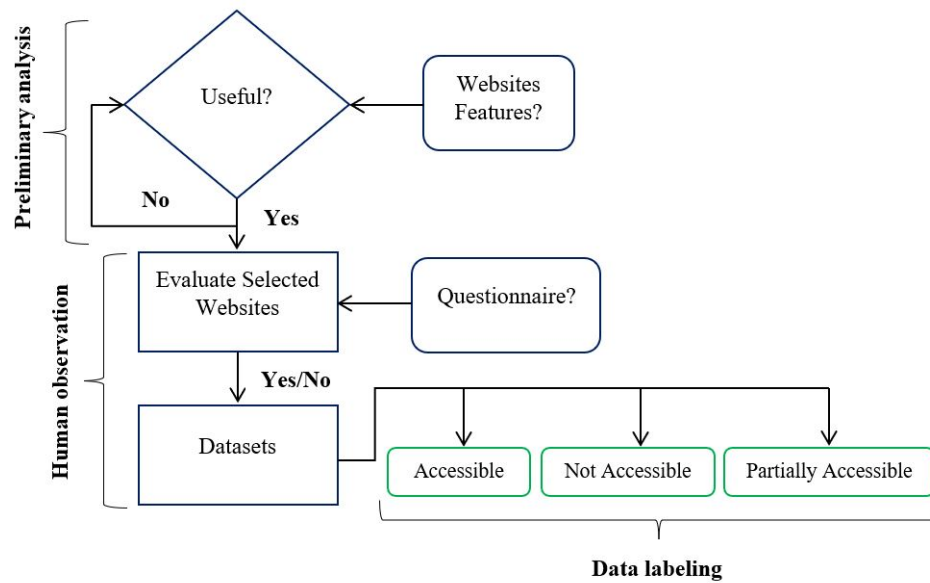 Preliminary analysis
Useful?
Websites
Features?
No
Yes
Human observation
Evaluate Selected
Websites
Questionnaire?
Yes/No
Datasets
Accessible
Not Accessible
Partially Accessible
Data labeling